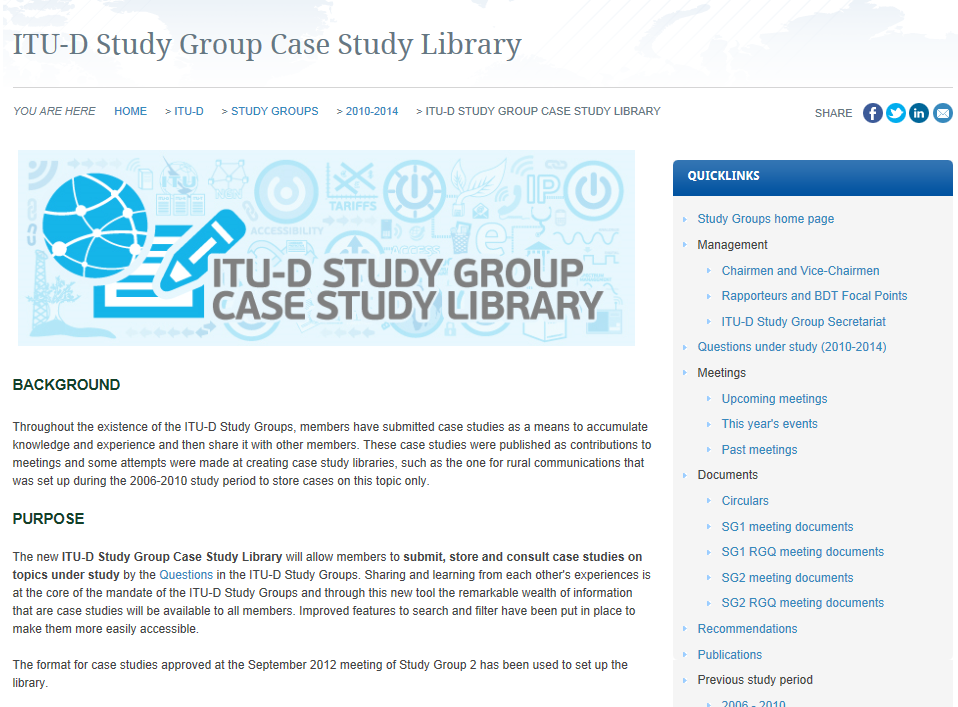 ITU-D Study Group Case Study Library
YOU ARE HERE HOME > ITU-D > STUDY GROUPS > 2010-2014 > ITU-D STUDY GROUP CASE STUDY LIBRARY
SHARE
ITU
TARIFFS
IP
ACCESSIBILITY
ACCESS
ITU-D STUDY GROUP
CASE STUDY LIBRARY
BACKGROUND
Throughout the existence of the ITU-D Study Groups, members have submitted case studies as a means to accumulate
knowledge and experience and then share it with other members. These case studies were published as contributions to
meetings and some attempts were made at creating case study libraries, such as the one for rural communications that
was set up during the 2006-2010 study period to store cases on this topic only.
PURPOSE
The new ITU-D Study Group Case Study Library will allow members to submit, store and consult case studies on
topics under study by the Questions in the ITU-D Study Groups. Sharing and learning from each other's experiences is
at the core of the mandate of the ITU-D Study Groups and through this new tool the remarkable wealth of information
that are case studies will be available to all members. Improved features to search and filter have been put in place to
make them more easily accessible.
The format for case studies approved at the September 2012 meeting of Study Group 2 has been used to set up the
library.
QUICKLINKS
Study Groups home page
Management
Chairmen and Vice-Chairmen
Rapporteurs and BDT Focal Points
ITU-D Study Group Secretariat
Questions under study (2010-2014)
Meetings
Upcoming meetings
This year's events
Past meetings
Documents
Circulars
SG1 meeting documents
SG1 RGQ meeting documents
SG2 meeting documents
SG2 RGQ meeting documents
Recommendations
Publications
Previous study period
2006 - 2010